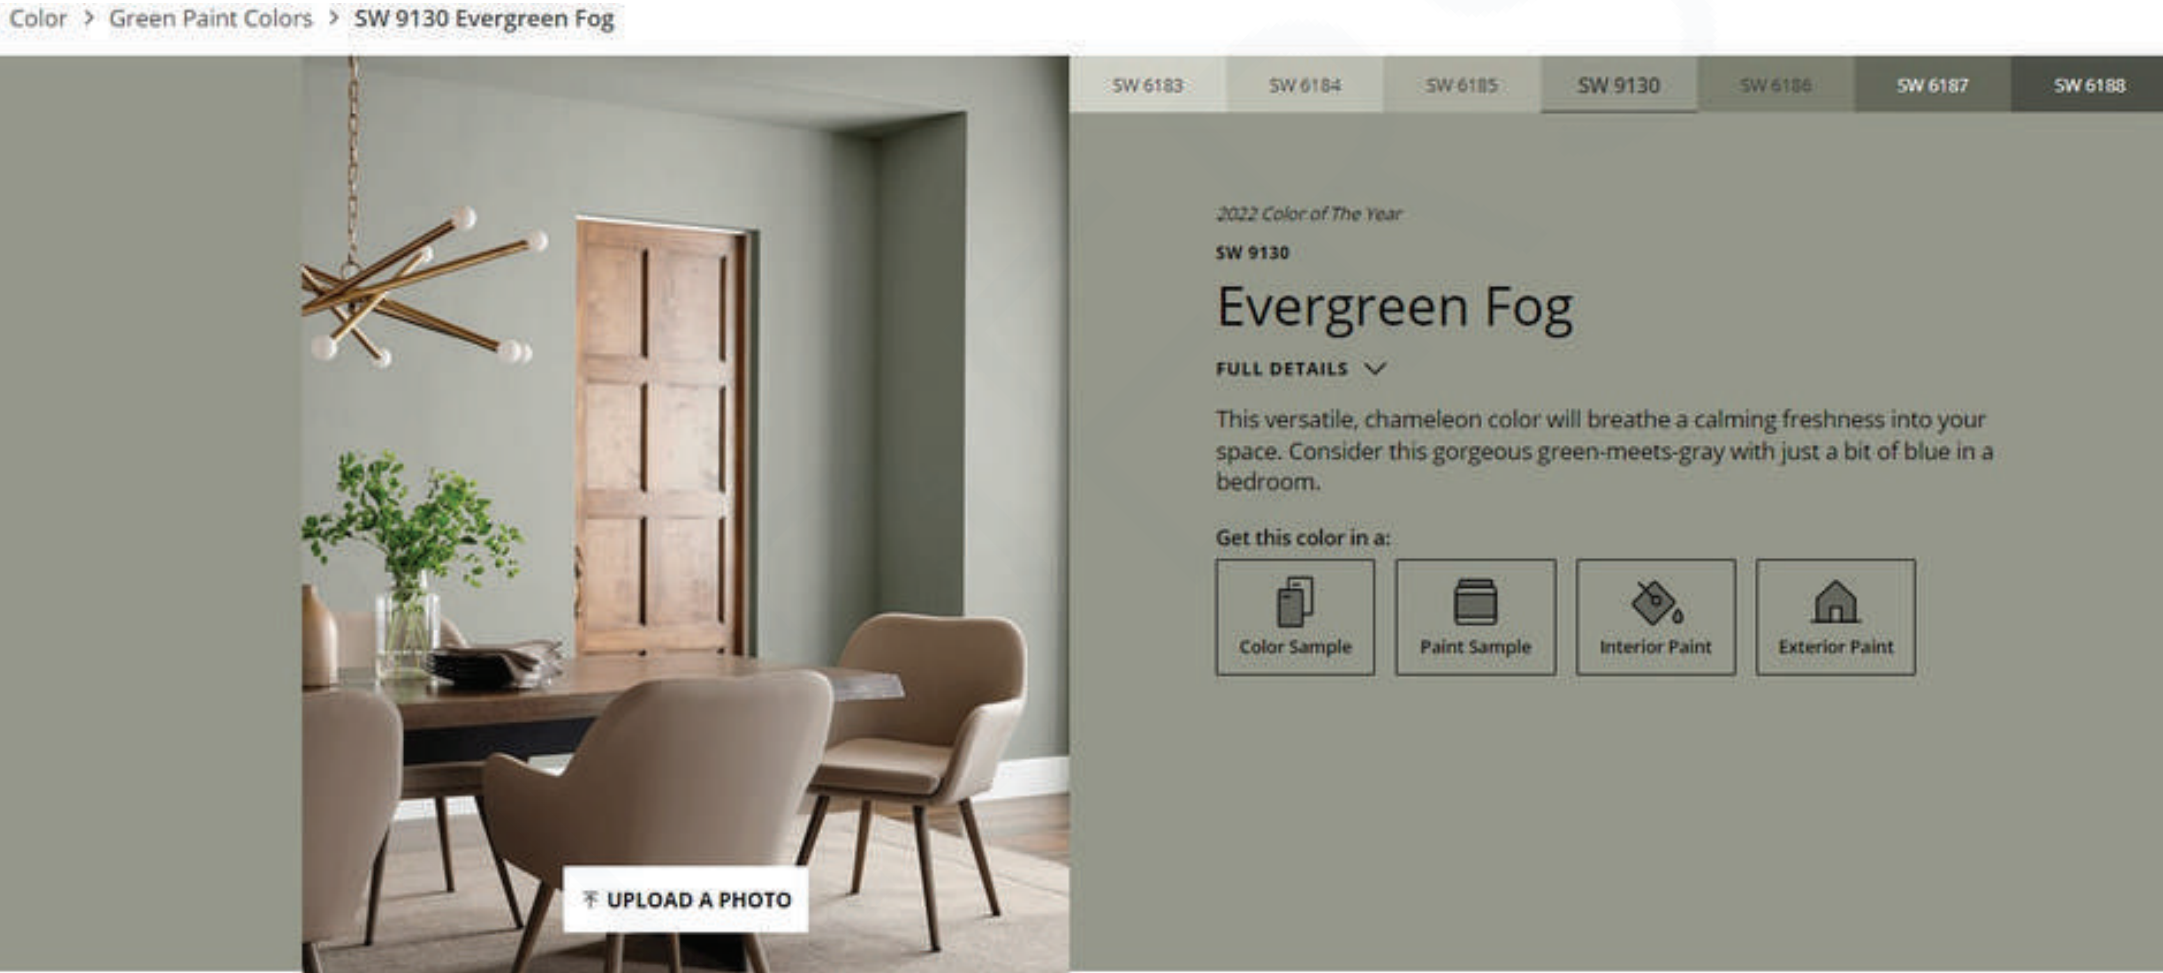 Color > Green Paint Colors > SW 9130 Evergreen Fog
SW 6183 SW 6184 SW 6185 SW 9130 SW 6186 SW 6187 SW 6188
2022 Color of The Year
SW 9130
Evergreen Fog
FULL DETAILS
This versatile, chameleon color will breathe a calming freshness into your
space. Consider this gorgeous green-meets-gray with just a bit of blue in a
bedroom.
Get this color in a:
Color Sample Paint Sample Interior Paint Exterior Paint
UPLOAD A PHOTO